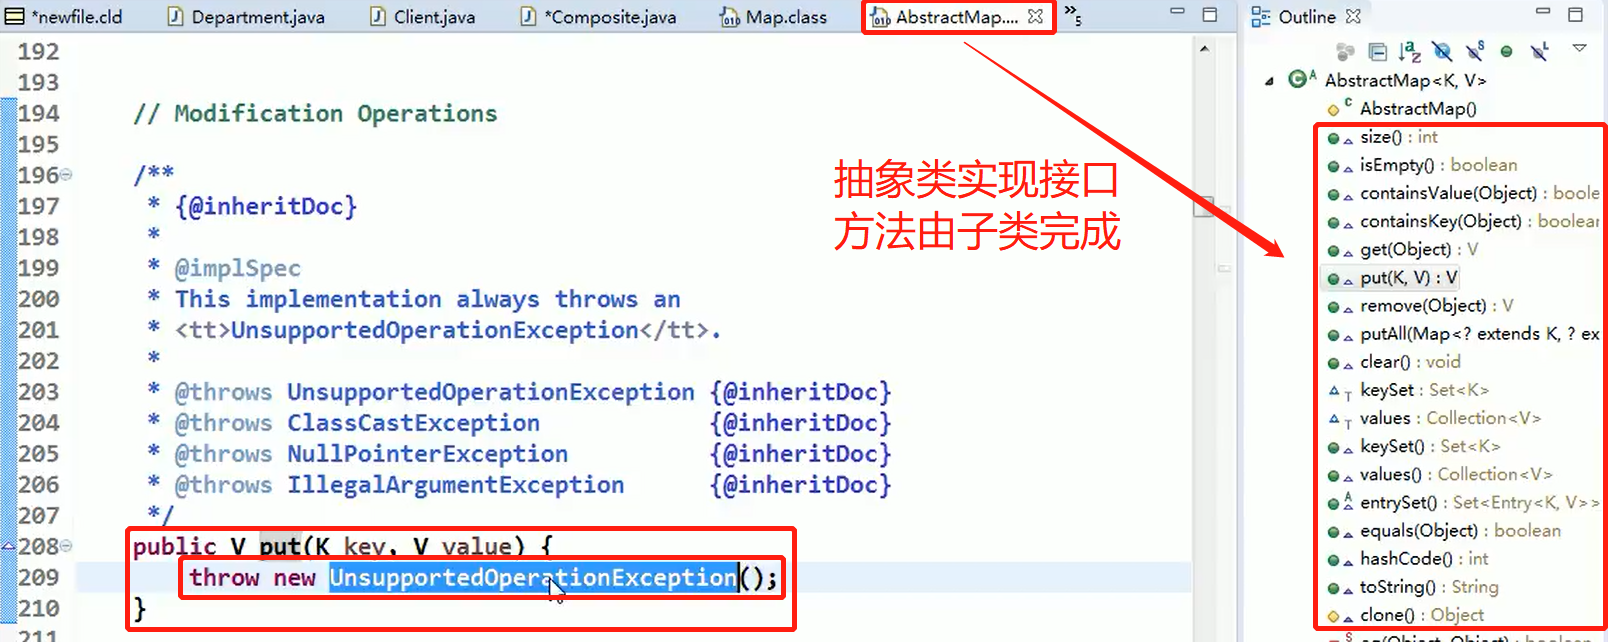 *newfile.cld
Department.java
Client.java
*Composite.java
Map.class
AbstractMap....
»5
Outline
192
193
194 // Modification Operations
195
196 /**
197 * {@inheritDoc}
198 *
199 * @implSpec
200 * This implementation always throws an
201 * <tt>UnsupportedOperationException</tt>.
202 *
203 * @throws UnsupportedOperationException {@inheritDoc}
204 * @throws ClassCastException {@inheritDoc}
205 * @throws NullPointerException {@inheritDoc}
206 * @throws IllegalArgumentException {@inheritDoc}
207 */
208 public V put(K key, V value) {
209 throw new UnsupportedOperationException();
210 }
211
抽象类实现接口
方法由子类完成
AbstractMap<K, V>
AbstractMap()
size() : int
isEmpty() : boolean
containsValue(Object) : boole
containsKey(Object) : boolear
get(Object) : V
put(K, V) : V
remove(Object) : V
putAll(Map<? extends K, ? ex
clear() : void
keySet : Set<K>
values : Collection<V>
keySet() : Set<K>
values() : Collection<V>
entrySet() : Set<Entry<K, V>>
equals(Object) : boolean
hashCode() : int
toString() : String
clone() : Object